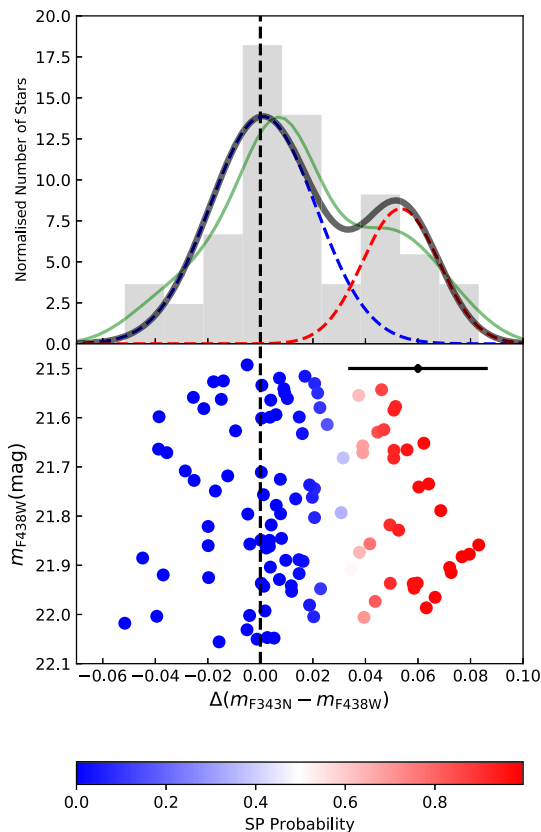 20.0
17.5
15.0
12.5
10.0
7.5
5.0
2.5
0.0
Normalised Number of Stars
21.5
21.6
21.7
21.8
21.9
22.0
22.1
m_F438W(mag)
−0.06 −0.04 −0.02 0.00 0.02 0.04 0.06 0.08 0.10
Δ(m_F343N − m_F438W)
0.0 0.2 0.4 0.6 0.8
SP Probability